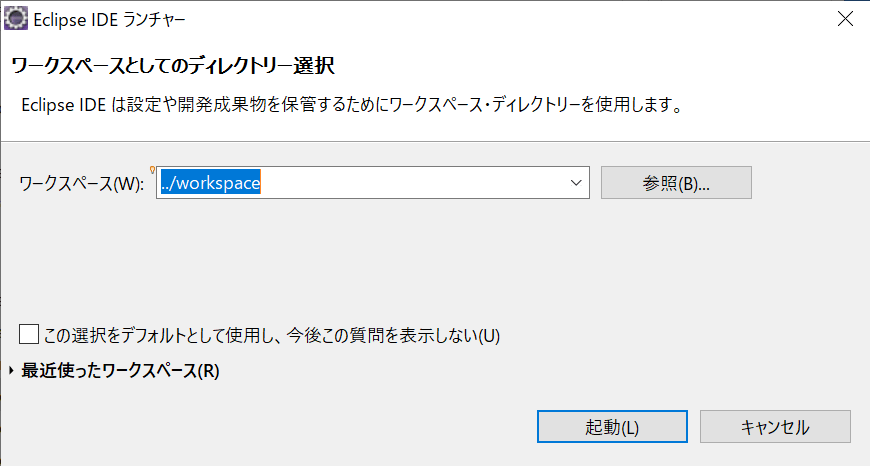 Eclipse IDE ランチャー
ワークスペースとしてのディレクトリー選択
Eclipse IDE は設定や開発成果物を保管するためにワークスペース・ディレクトリーを使用します。
ワークスペース(W): ../workspace 参照(B)...
この選択をデフォルトとして使用し、今後この質問を表示しない(U)
最近使ったワークスペース(R)
起動(L) キャンセル